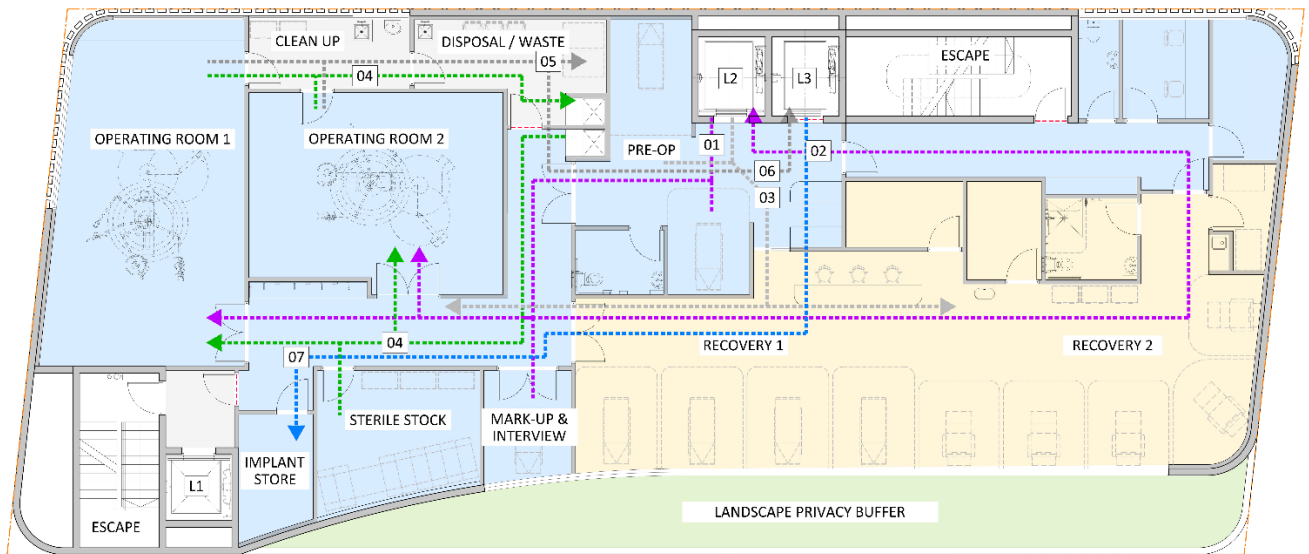 CLEAN UP
DISPOSAL / WASTE
05
04
L2
L3
ESCAPE
OPERATING ROOM 1
OPERATING ROOM 2
PRE-OP
01
02
06
03
04
RECOVERY 1
RECOVERY 2
07
STERILE STOCK
MARK-UP &
INTERVIEW
IMPLANT
STORE
L1
ESCAPE
LANDSCAPE PRIVACY BUFFER